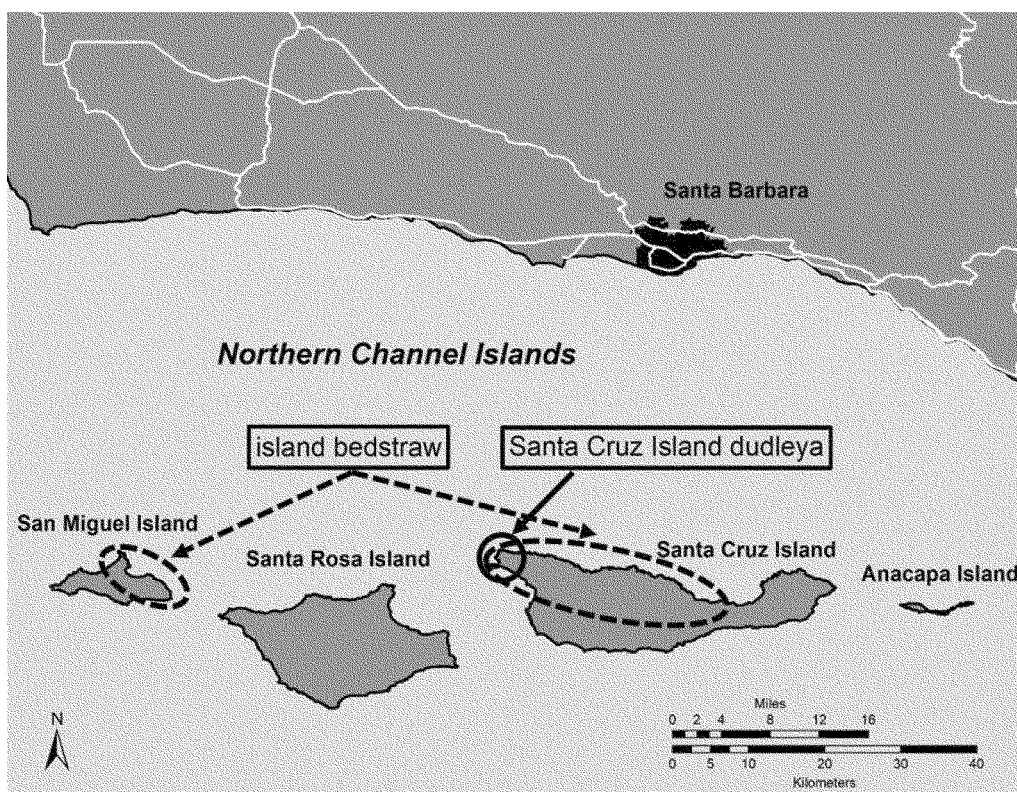 Santa Barbara
Northern Channel Islands
island bedstraw
Santa Cruz Island dudleya
San Miguel Island
Santa Rosa Island
Santa Cruz Island
Anacapa Island
N
Miles
0 2 4 8 12 16
0 5 10 20 30 40
Kilometers